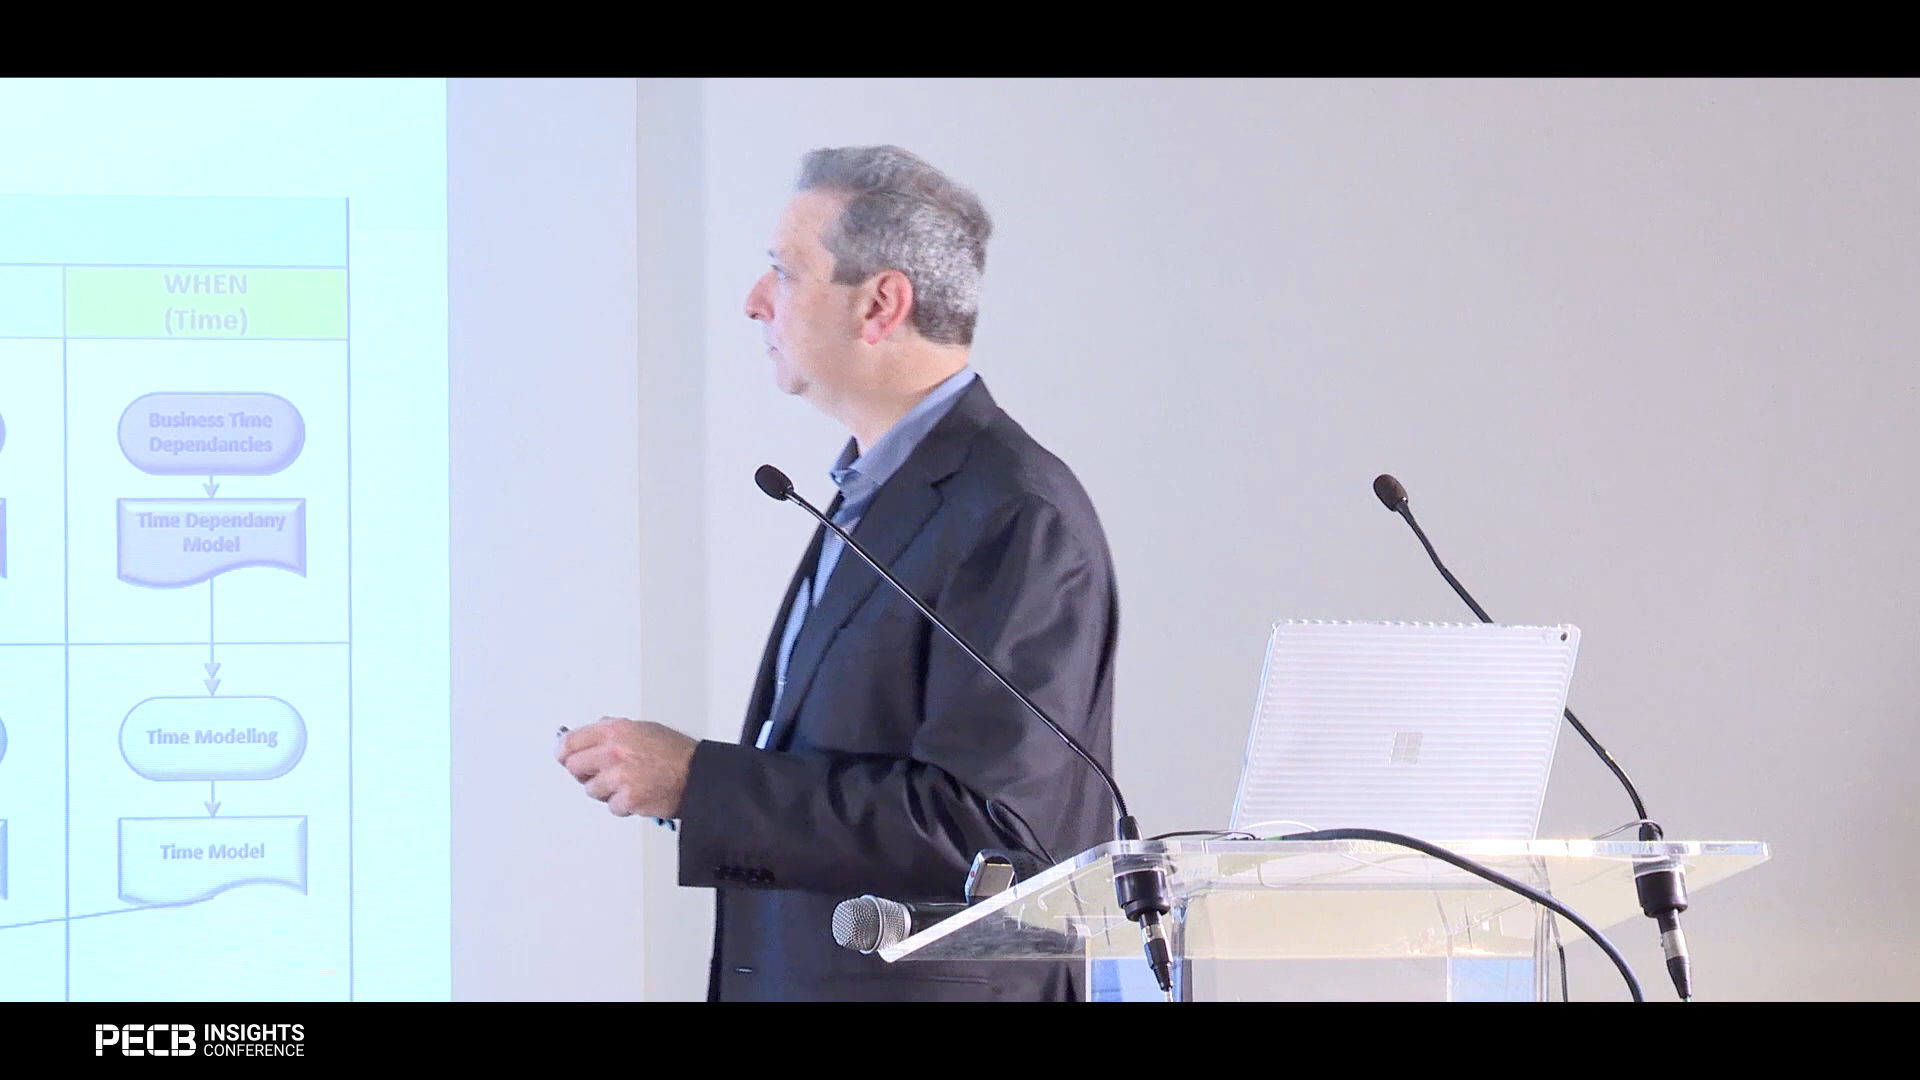 WHEN
(Time)
Business Time
Dependancies
Time Dependany
Model
Time Modeling
Time Model
PECB INSIGHTS
CONFERENCE